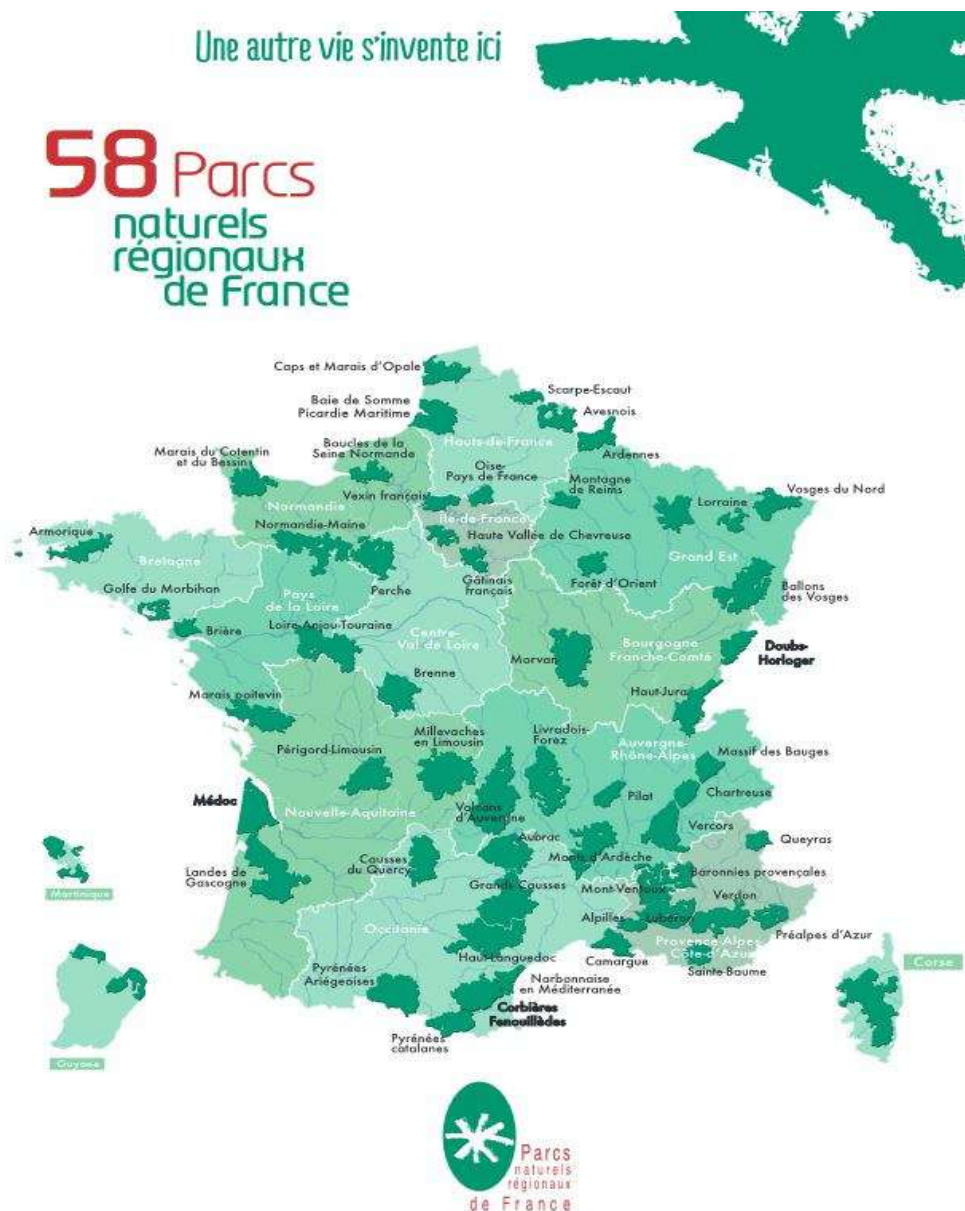 Une autre vie s'invente ici
58 Parcs
naturels
régionaux
de France
Caps et Marais d'Opale
Scarpe-Escaut
Baie de Somme
Picardie Maritime
Avesnois
Hauts-de-France
Boucles de la
Seine Normande
Ardennes
Marais du Cotentin
et du Bessin
Oise-
Pays de France
Montagne
de Reims
Vexin français
Vosges du Nord
Lorraine
Normandie
Île-de-France
Normandie-Maine
Armorique
Haute Vallée de Chevreuse
Bretagne
Grand Est
Golfe du Morbihan
Perche
Gâtinais
français
Forêt d'Orient
Ballons
des Vosges
Pays
de la Loire
Brière
Loire-Anjou-Touraine
Centre-
Val de Loire
Morvan
Bourgogne
Franche-Comté
Doubs-
Horloger
Brenne
Marais poitevin
Haut-Jura
Périgord-Limousin
Millevaches
en Limousin
Livradois-
Forez
Auvergne-
Rhône-Alpes
Massif des Bauges
Médoc
Nouvelle-Aquitaine
Volcans
d'Auvergne
Pilat
Chartreuse
Vercors
Aubrac
Queyras
Landes de
Gascogne
Causses
du Quercy
Monts d'Ardèche
Baronnies provençales
Martinique
Grands Causses
Mont-Ventoux
Verdon
Alpilles
Luberon
Occitanie
Préalpes d'Azur
Provence-Alpes
Côte-d'Azur
Haut-Languedoc
Camargue
Sainte-Baume
Corse
Pyrénées
Ariégeoises
Narbonnaise
en Méditerranée
Corbières
Fenouillèdes
Pyrénées
catalanes
Guyane
Parcs
naturels
régionaux
de France